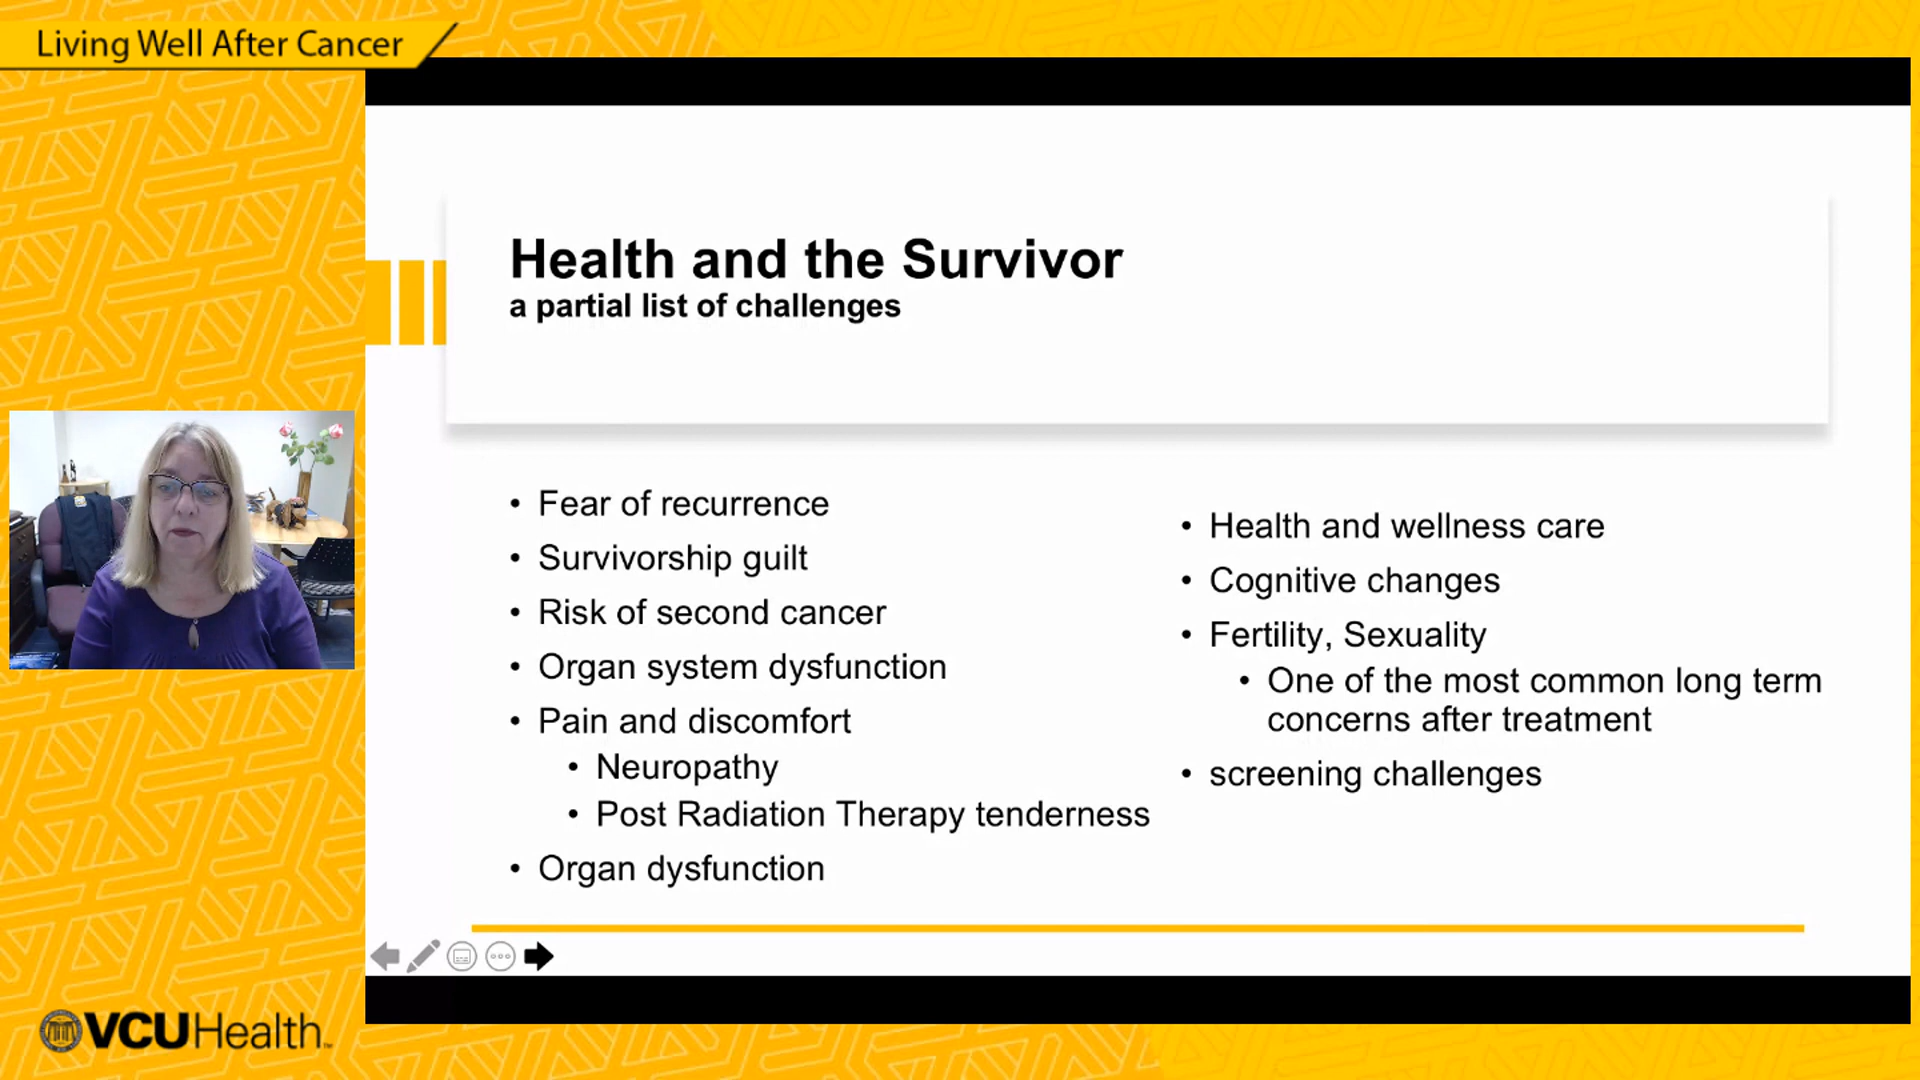 Living Well After Cancer
Health and the Survivor
a partial list of challenges
• Fear of recurrence
• Survivorship guilt
• Risk of second cancer
• Organ system dysfunction
• Pain and discomfort
• Neuropathy
• Post Radiation Therapy tenderness
• Organ dysfunction
• Health and wellness care
• Cognitive changes
• Fertility, Sexuality
• One of the most common long term
concerns after treatment
• screening challenges
VCUHealth™